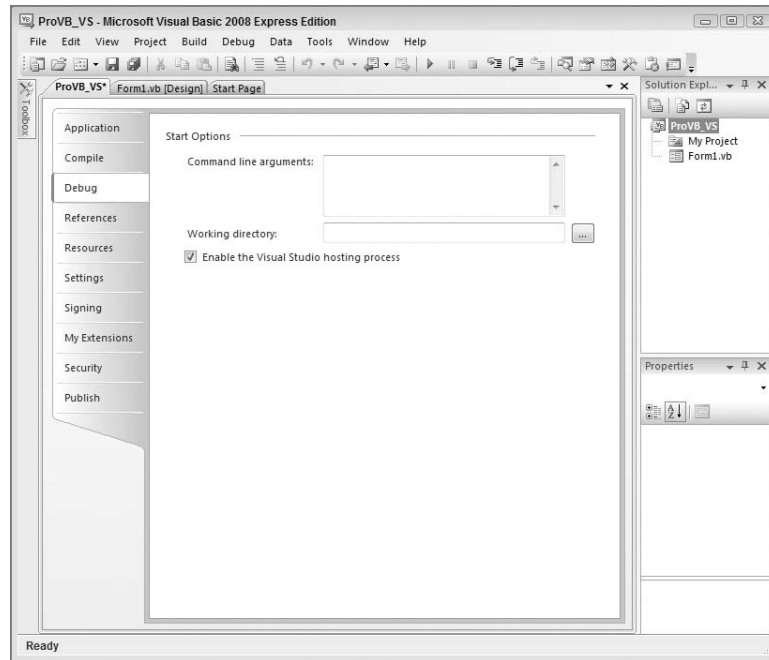 ProVB_VS - Microsoft Visual Basic 2008 Express Edition
File Edit View Project Build Debug Data Tools Window Help
Toolbox
ProVB_VS* Form1.vb [Design] Start Page
Application
Compile
Debug
References
Resources
Settings
Signing
My Extensions
Security
Publish
Start Options
Command line arguments:
Working directory:
...
Enable the Visual Studio hosting process
Solution Expl...
ProVB_VS
My Project
Form1.vb
Properties
Ready